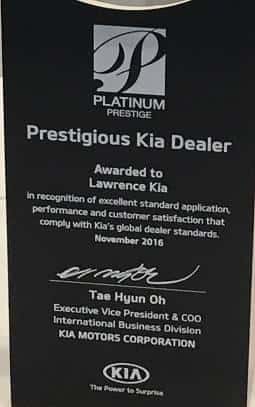 PLATINUM
PRESTIGE
Prestigious Kia Dealer
Awarded to
Lawrence Kia
in recognition of excellent standard application,
performance and customer satisfaction that
comply with Kia's global dealer standards.
November 2016
Tae Hyun Oh
Executive Vice President & COO
International Business Division
KIA MOTORS CORPORATION
KIA
The Power to Surprise